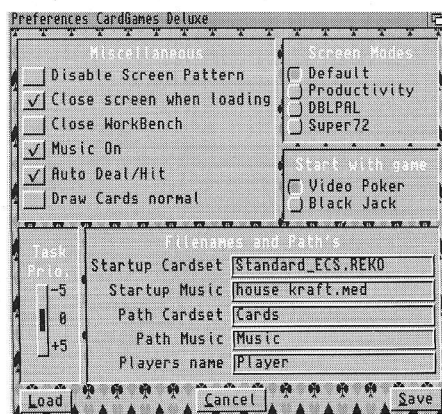 Preferences CardGames Deluxe
Miscellaneous
Disable Screen Pattern
Close screen when loading
Close WorkBench
Music On
Auto Deal/Hit
Draw Cards normal
Screen Modes
Default
Productivity
DBLPAL
Super72
Start with game
Video Poker
Black Jack
Task
Prio.
-5
0
+5
Filenames and Path's
Startup Cardset Standard_ECS.REKO
Startup Music house kraft.med
Path Cardset Cards
Path Music Music
Players name Player
Load Cancel Save